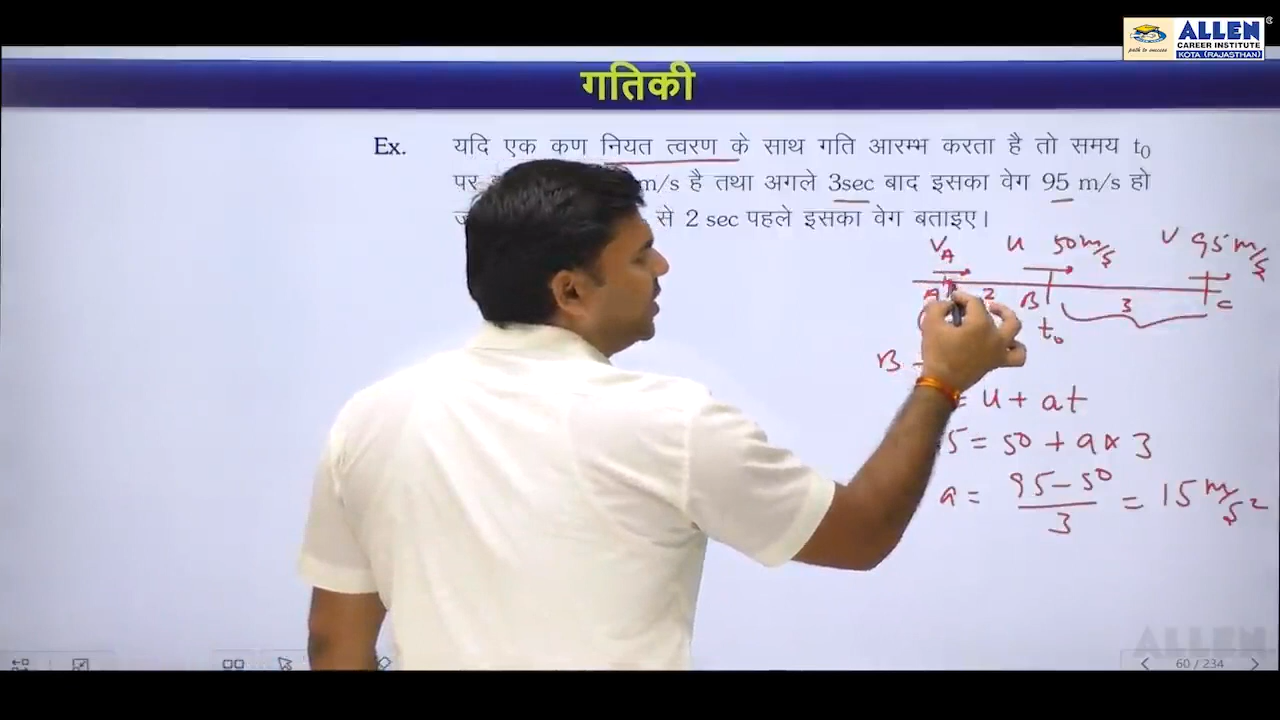 ALLEN
CAREER INSTITUTE
KOTA (RAJASTHAN)
path to success
गतिकी
Ex. यदि एक कण नियत त्वरण के साथ गति आरम्भ करता है तो समय t₀
पर m/s है तथा अगले 3sec बाद इसका वेग 95 m/s हो
से 2 sec पहले इसका वेग बताइए।
V_A u 50m/s V 95m/s
A 2 B 3 C
t₀
B
= u + at
5 = 50 + a × 3
a = (95 - 50)/3 = 15 m/s²
ALLEN
60 / 234